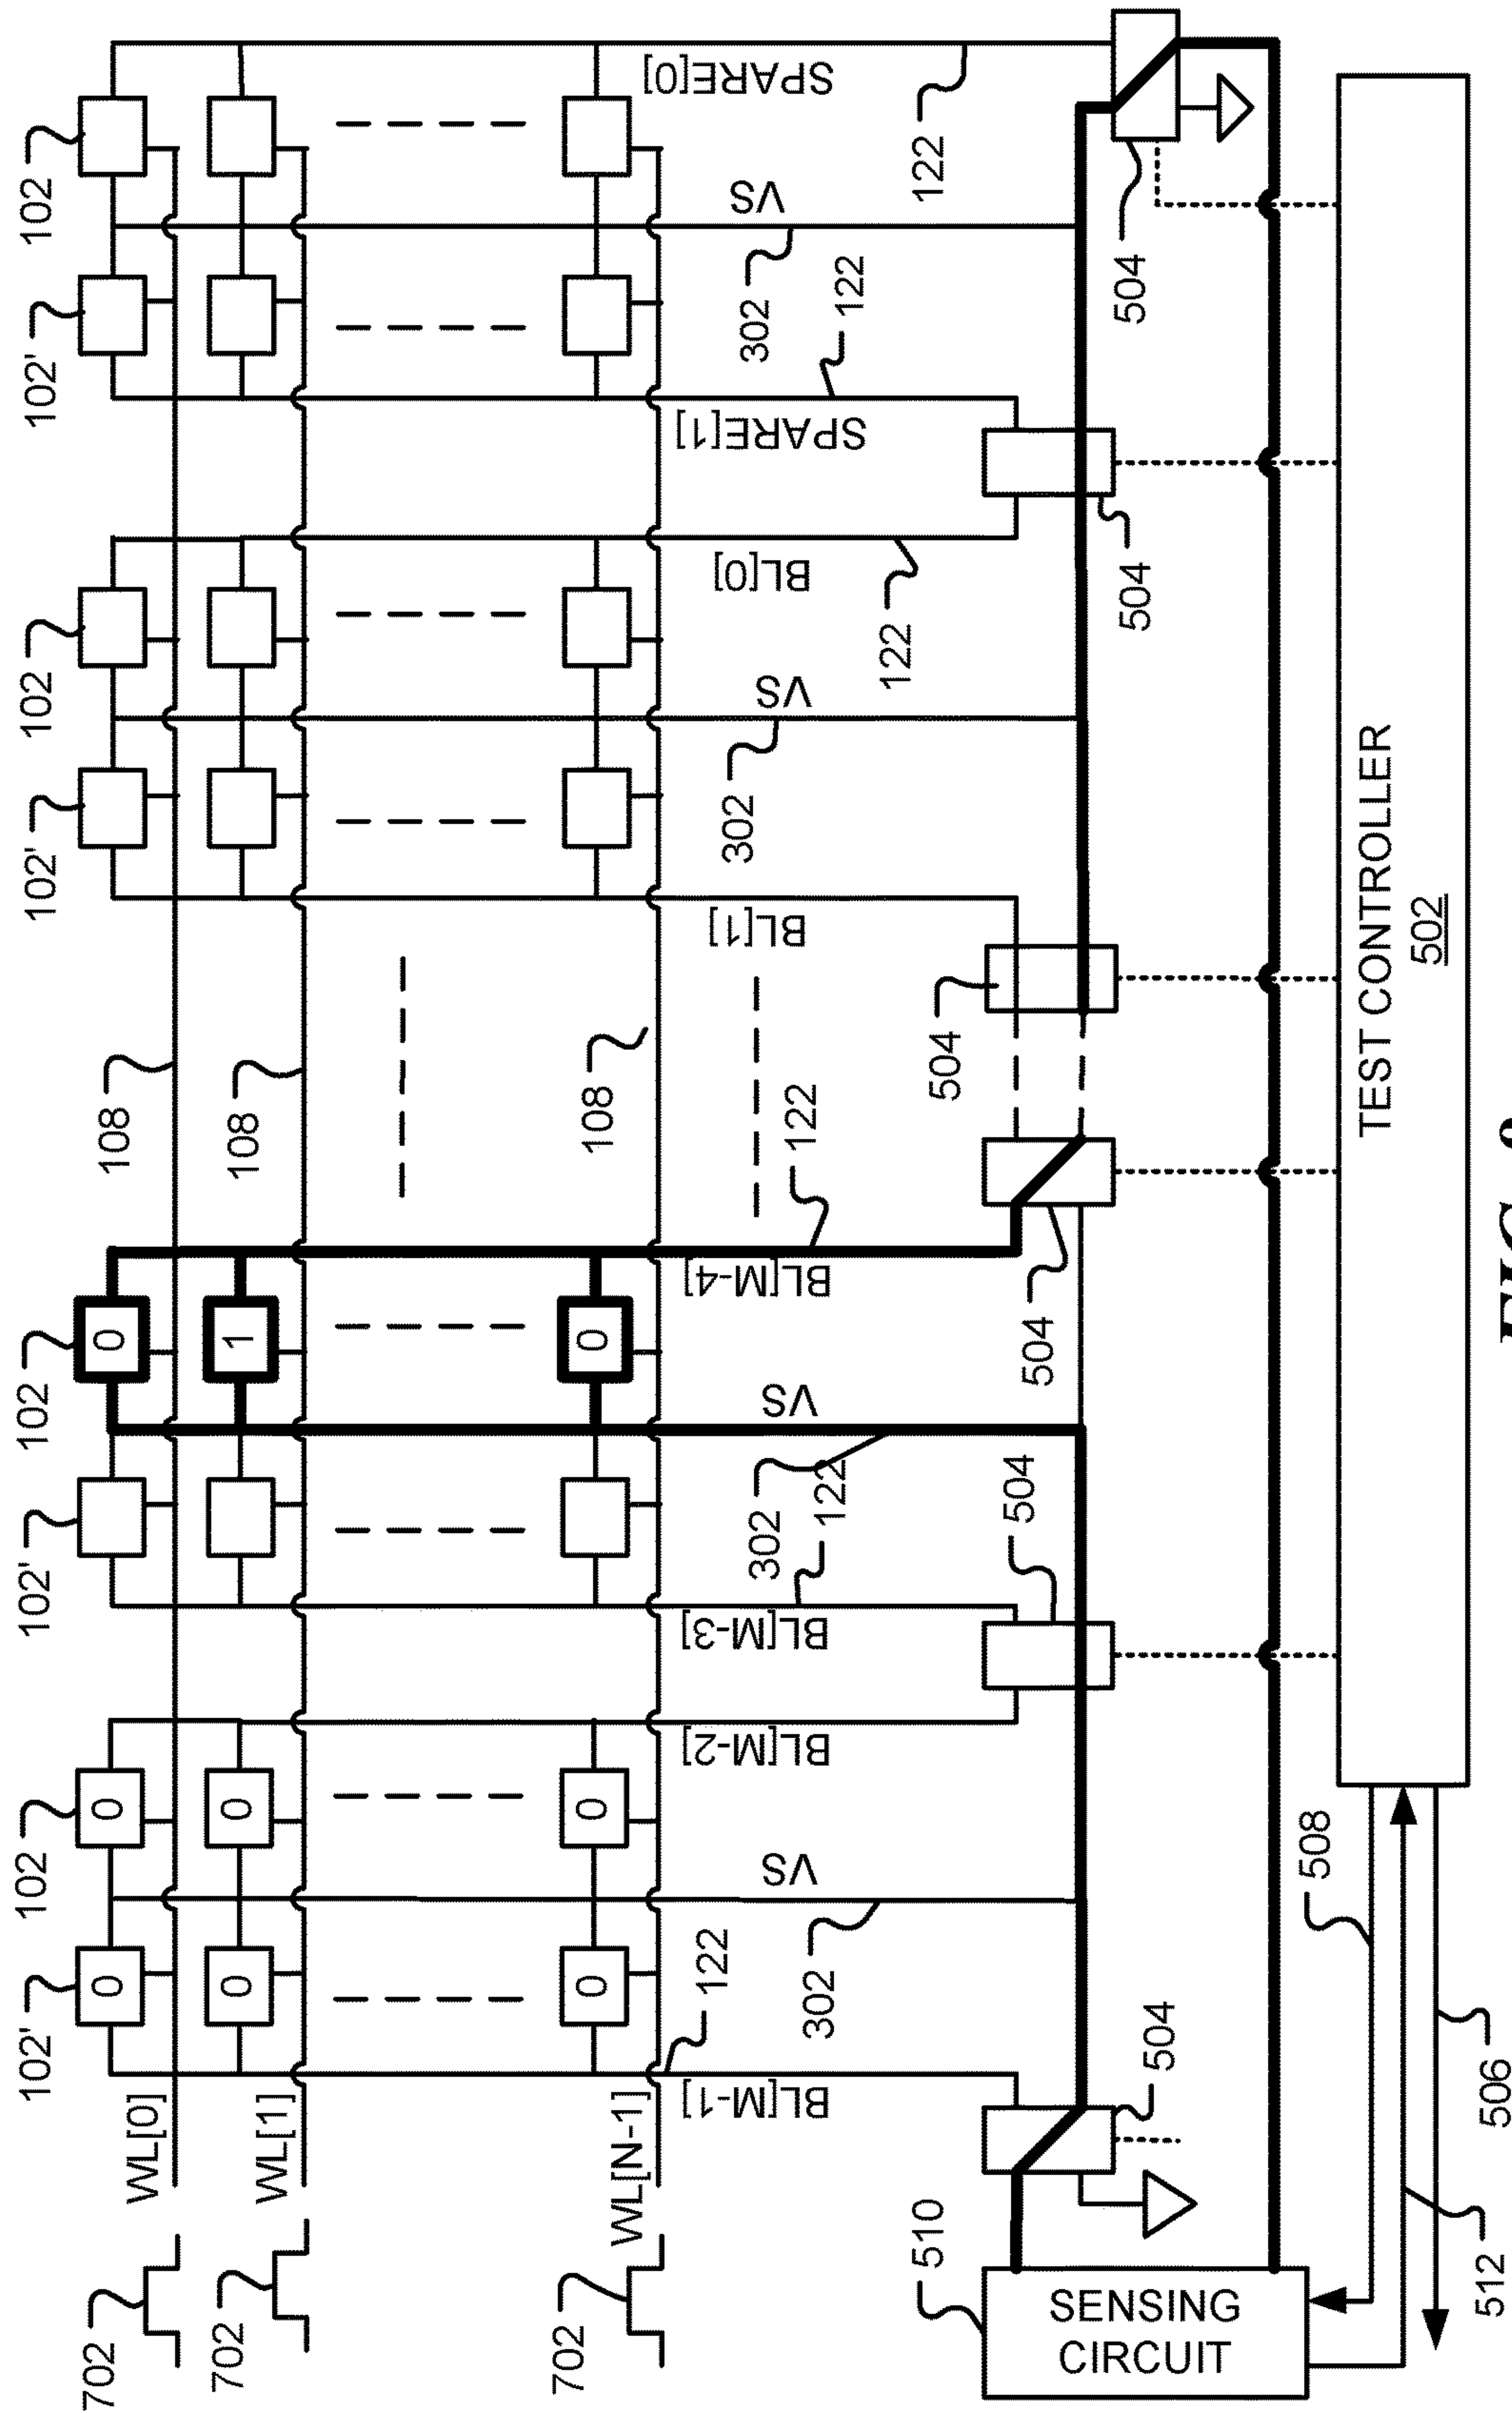 102'
102
102'
102
102'
102
102'
102
702
WL[0]
0
0
0
108
702
WL[1]
0
0
1
108
702
WL[N-1]
0
0
0
108
BL[M-1]
122
VS
302
BL[M-2]
BL[M-3]
122
302
VS
BL[M-4]
122
BL[1]
302
VS
BL[0]
122
SPARE[1]
122
302
VS
SPARE[0]
122
510
504
504
504
504
504
504
SENSING
CIRCUIT
508
TEST CONTROLLER
502
512
506
FIG.